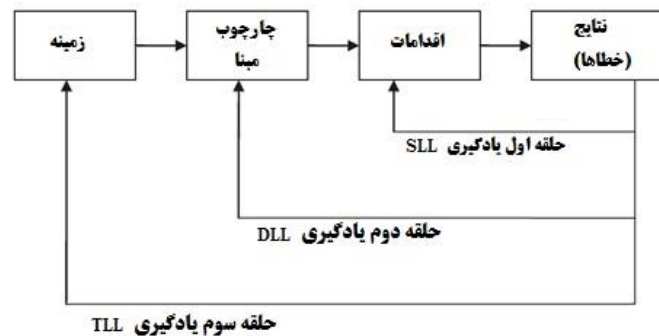 زمینه
چارچوب
مبنا
اقدامات
نتایج
(خطاها)
حلقه اول یادگیری SLL
حلقه دوم یادگیری DLL
حلقه سوم یادگیری TLL